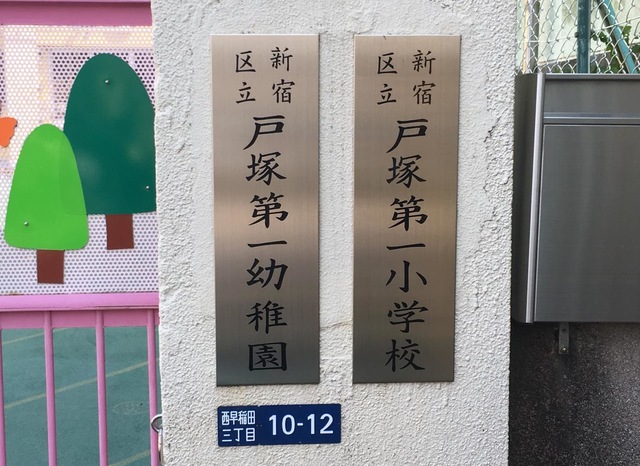 新宿
区立
戸塚第一小学校
新宿
区立
戸塚第一幼稚園
西早稲田
三丁目
10-12